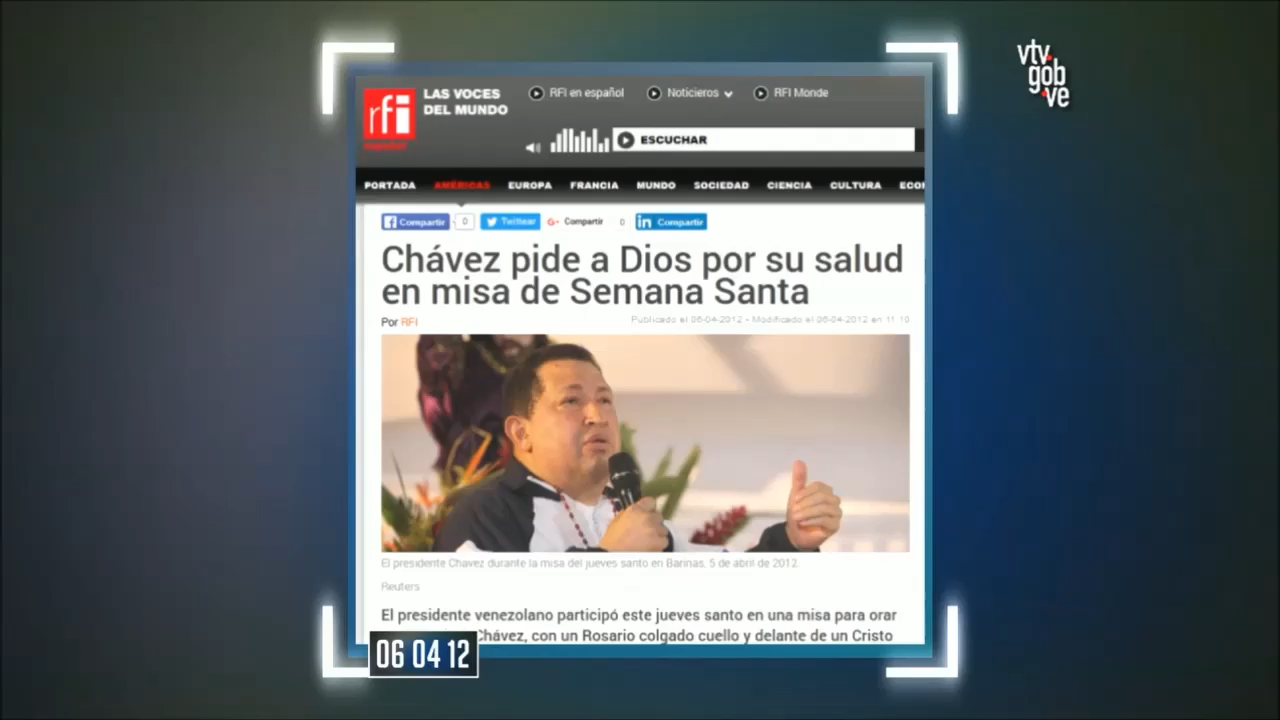 vtv.
gob
.ve
rfi
español
LAS VOCES
DEL MUNDO
RFI en español
Noticieros
RFI Monde
ESCUCHAR
PORTADA AMÉRICAS EUROPA FRANCIA MUNDO SOCIEDAD CIENCIA CULTURA ECO
Compartir 0 Twittear G+ Compartir 0 in Compartir
Chávez pide a Dios por su salud
en misa de Semana Santa
Por RFI
Publicado el 06-04-2012 - Modificado el 06-04-2012 en 11:10
El presidente Chavez durante la misa del jueves santo en Barinas, 5 de abril de 2012.
Reuters
El presidente venezolano participó este jueves santo en una misa para orar
Chávez, con un Rosario colgado cuello y delante de un Cristo
06 04 12